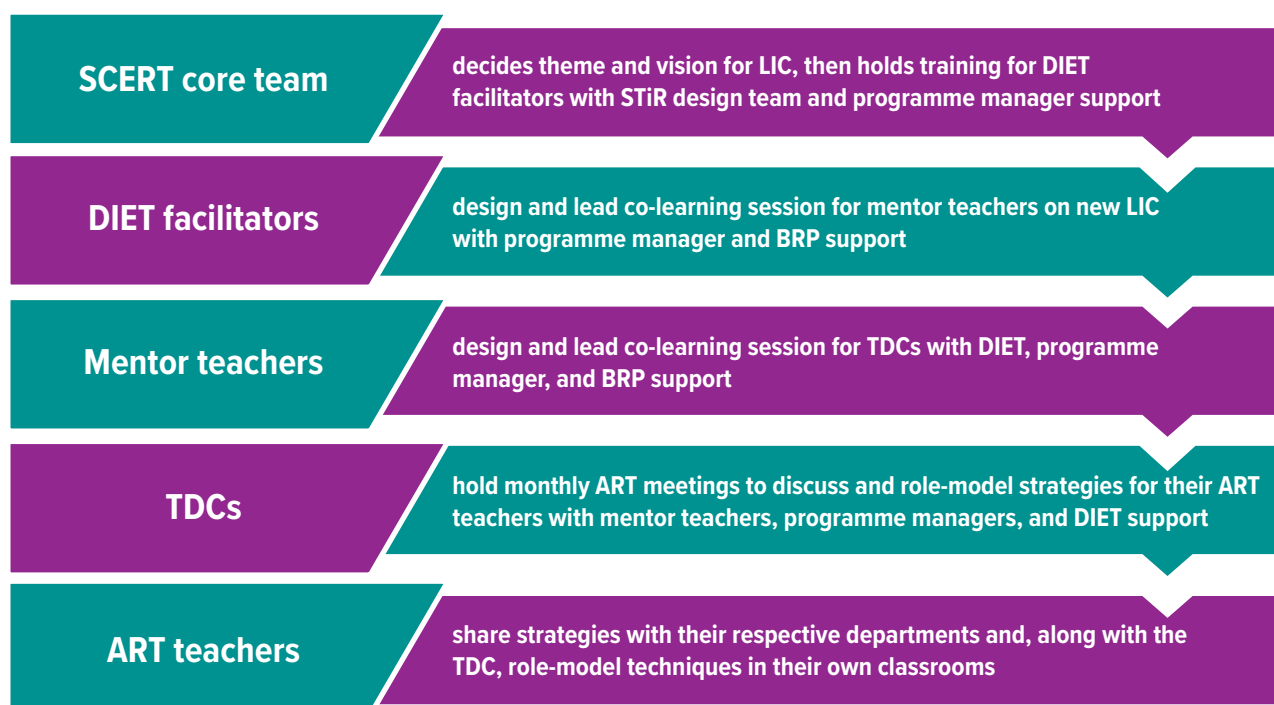 SCERT core team
decides theme and vision for LIC, then holds training for DIET
facilitators with STiR design team and programme manager support
DIET facilitators
design and lead co-learning session for mentor teachers on new LIC
with programme manager and BRP support
Mentor teachers
design and lead co-learning session for TDCs with DIET, programme
manager, and BRP support
TDCs
hold monthly ART meetings to discuss and role-model strategies for their ART
teachers with mentor teachers, programme managers, and DIET support
ART teachers
share strategies with their respective departments and, along with the
TDC, role-model techniques in their own classrooms